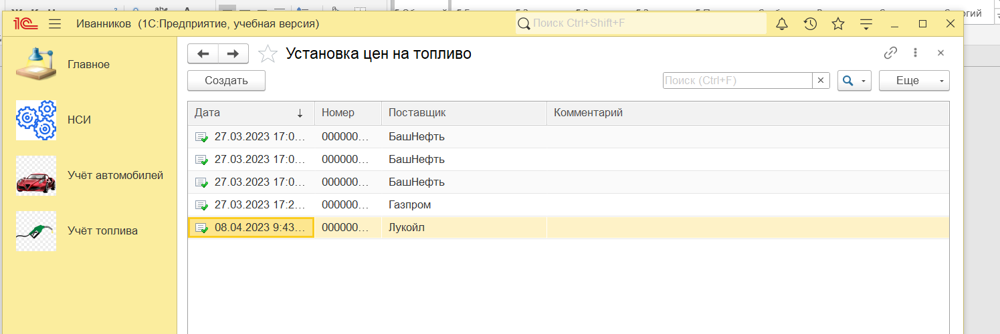 1С Иванников (1С:Предприятие, учебная версия) Поиск Ctrl+Shift+F
Главное
НСИ
Учёт автомобилей
Учёт топлива
Установка цен на топливо
Создать Поиск (Ctrl+F) Еще
Дата Номер Поставщик Комментарий
27.03.2023 17:0... 000000... БашНефть
27.03.2023 17:0... 000000... БашНефть
27.03.2023 17:0... 000000... БашНефть
27.03.2023 17:2... 000000... Газпром
08.04.2023 9:43... 000000... Лукойл